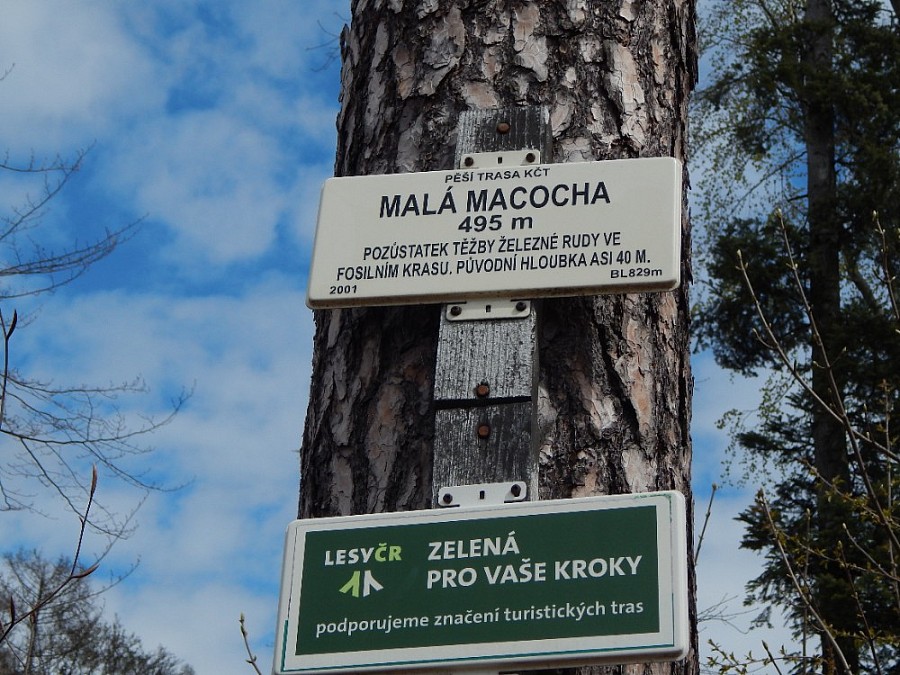 PĚŠÍ TRASA KČT
MALÁ MACOCHA
495 m
POZŮSTATEK TĚŽBY ŽELEZNÉ RUDY VE
FOSILNÍM KRASU, PŮVODNÍ HLOUBKA ASI 40 M.
2001 BL829m
LESYČR
ZELENÁ
PRO VAŠE KROKY
podporujeme značení turistických tras